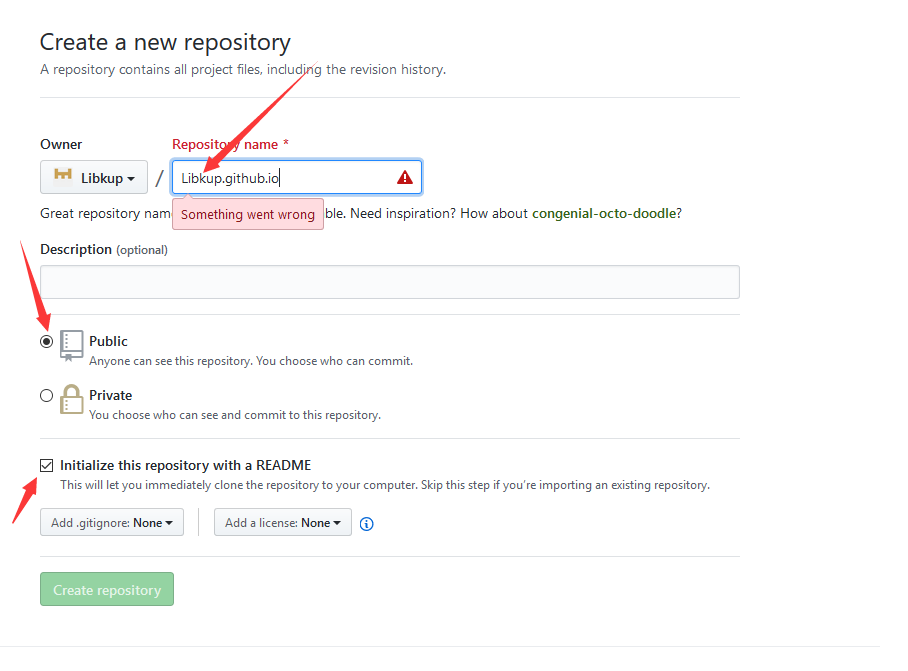 Create a new repository
A repository contains all project files, including the revision history.
Owner
Repository name *
Libkup
/
Libkup.github.io
Great repository nam
Something went wrong
ble. Need inspiration? How about congenial-octo-doodle?
Description (optional)
Public
Anyone can see this repository. You choose who can commit.
Private
You choose who can see and commit to this repository.
Initialize this repository with a README
This will let you immediately clone the repository to your computer. Skip this step if you’re importing an existing repository.
Add .gitignore: None
Add a license: None
Create repository